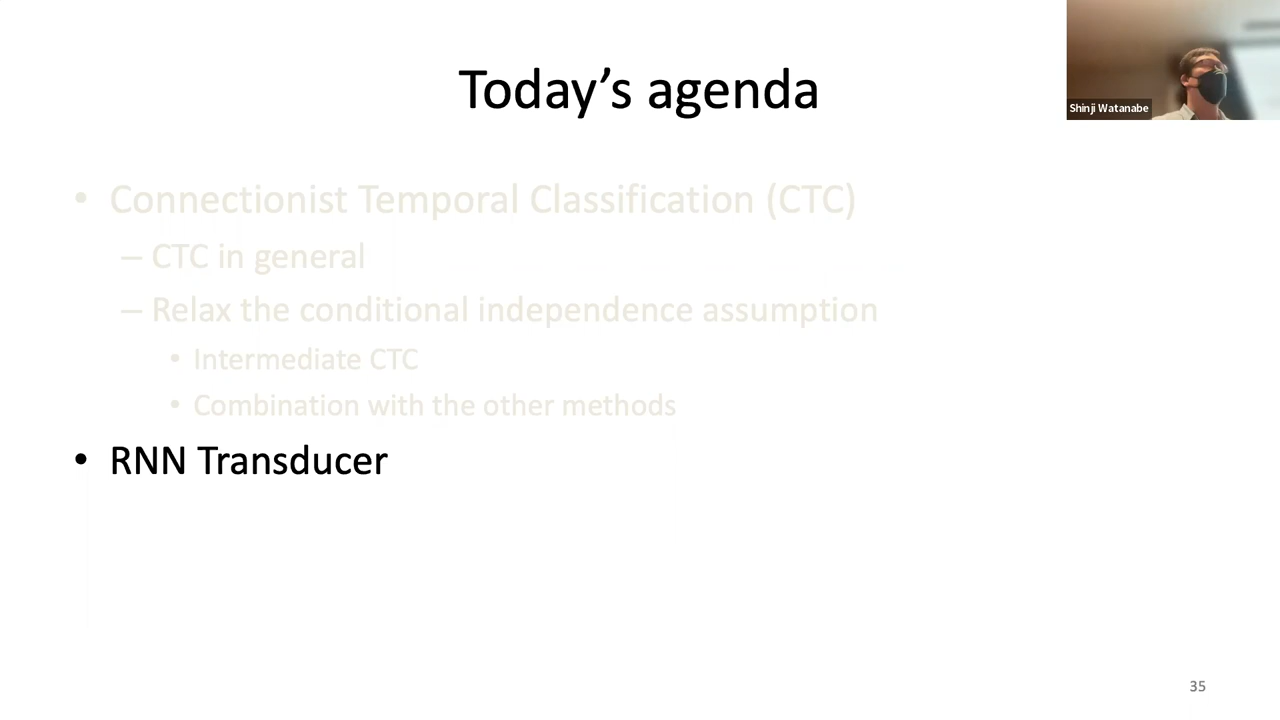 Today's agenda
Shinji Watanabe
• Connectionist Temporal Classification (CTC)
– CTC in general
– Relax the conditional independence assumption
• Intermediate CTC
• Combination with the other methods
• RNN Transducer
35